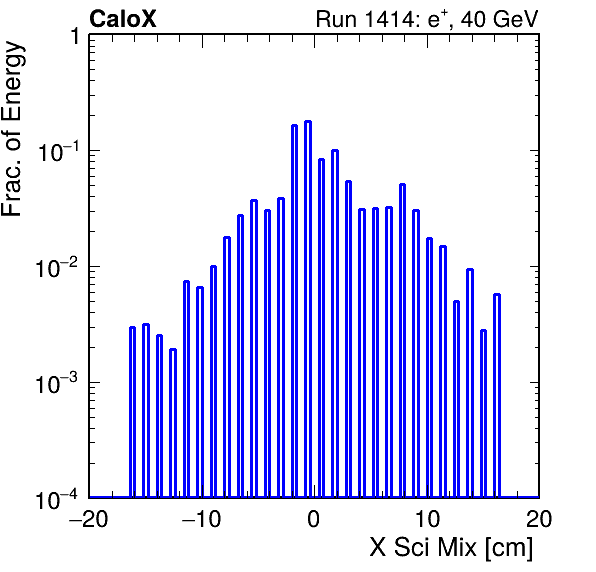 CaloX Run 1414: e⁺, 40 GeV
Frac. of Energy
1
10⁻¹
10⁻²
10⁻³
10⁻⁴
−20 −10 0 10 20
X Sci Mix [cm]